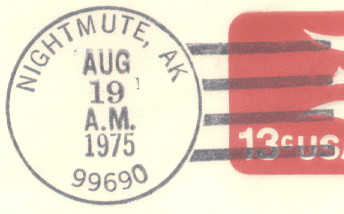 NIGHTMUTE, AK
AUG
19
A.M.
1975
99690
13c USA